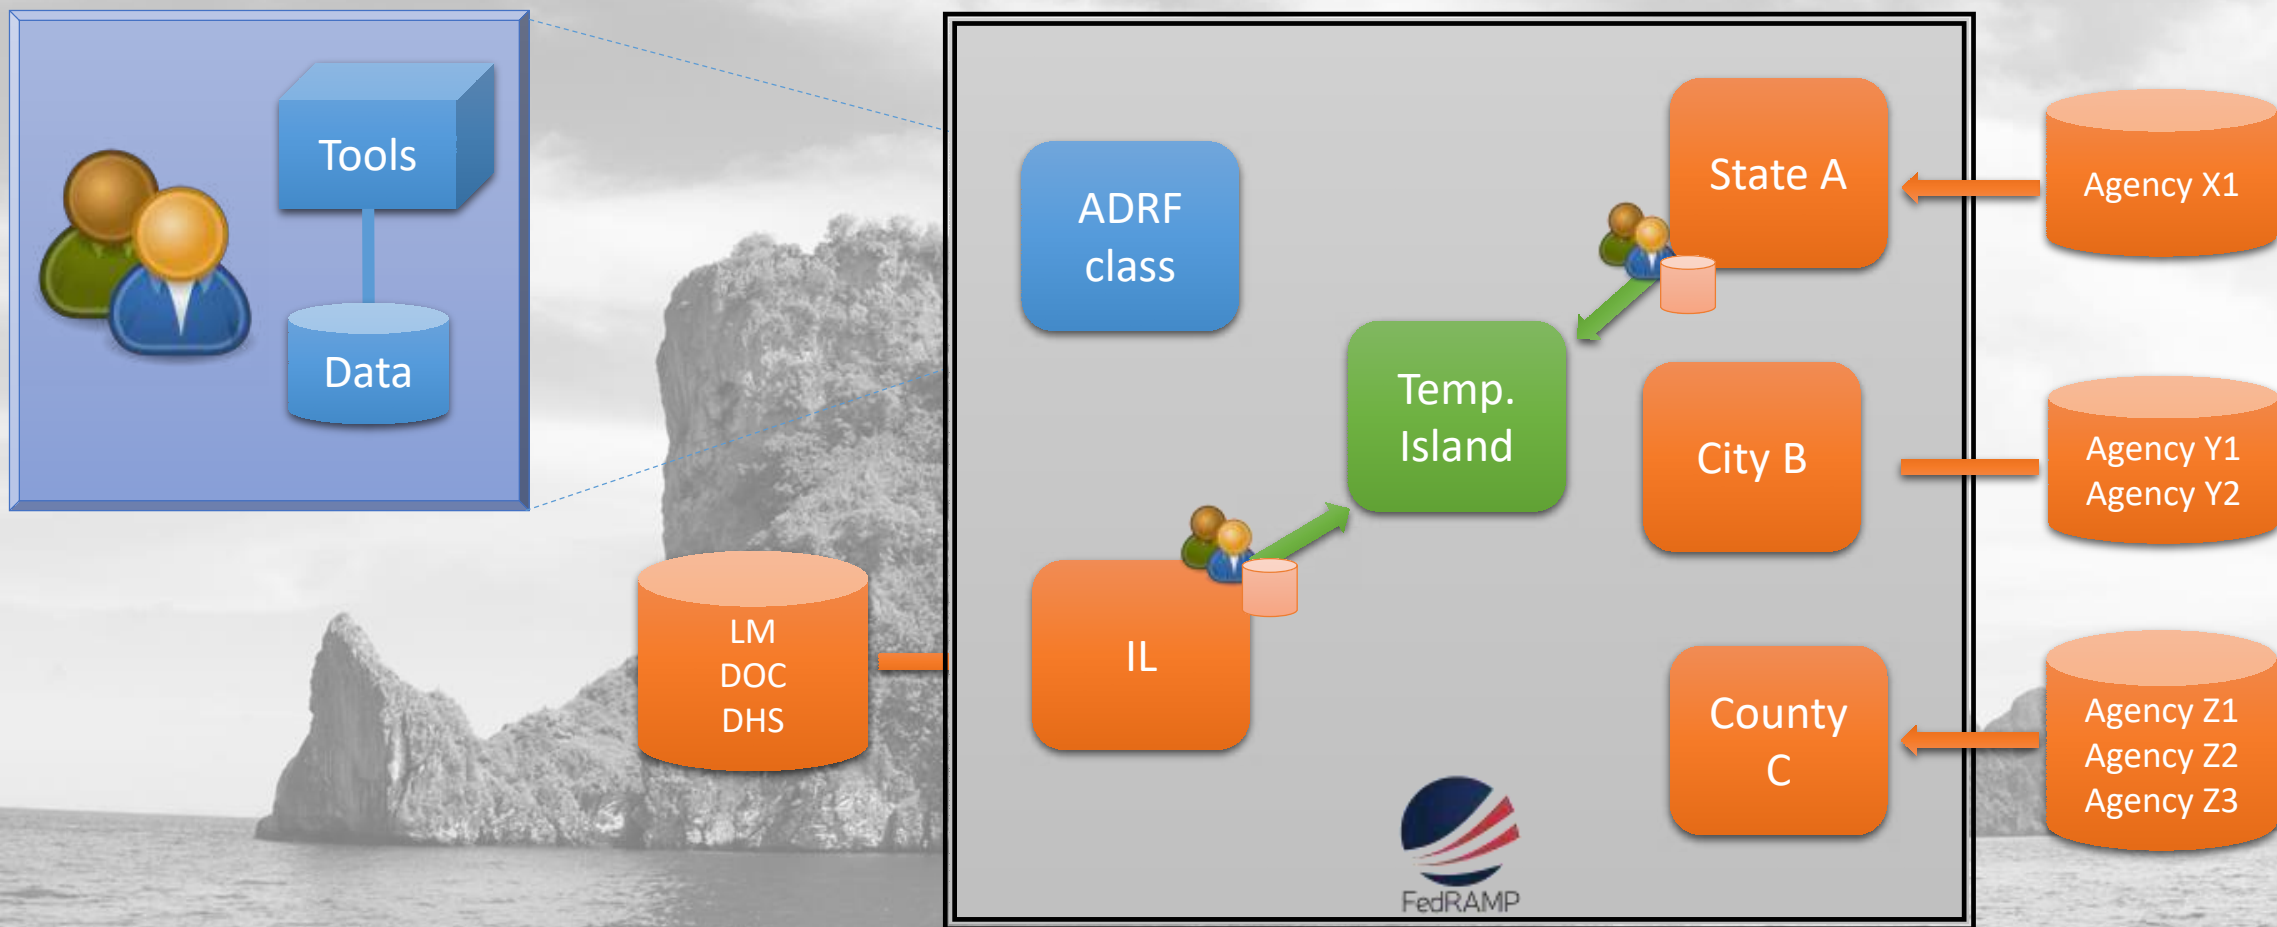 Tools
Data
ADRF
class
State A
Agency X1
Temp.
Island
City B
Agency Y1
Agency Y2
LM
DOC
DHS
IL
County
C
Agency Z1
Agency Z2
Agency Z3
FedRAMP